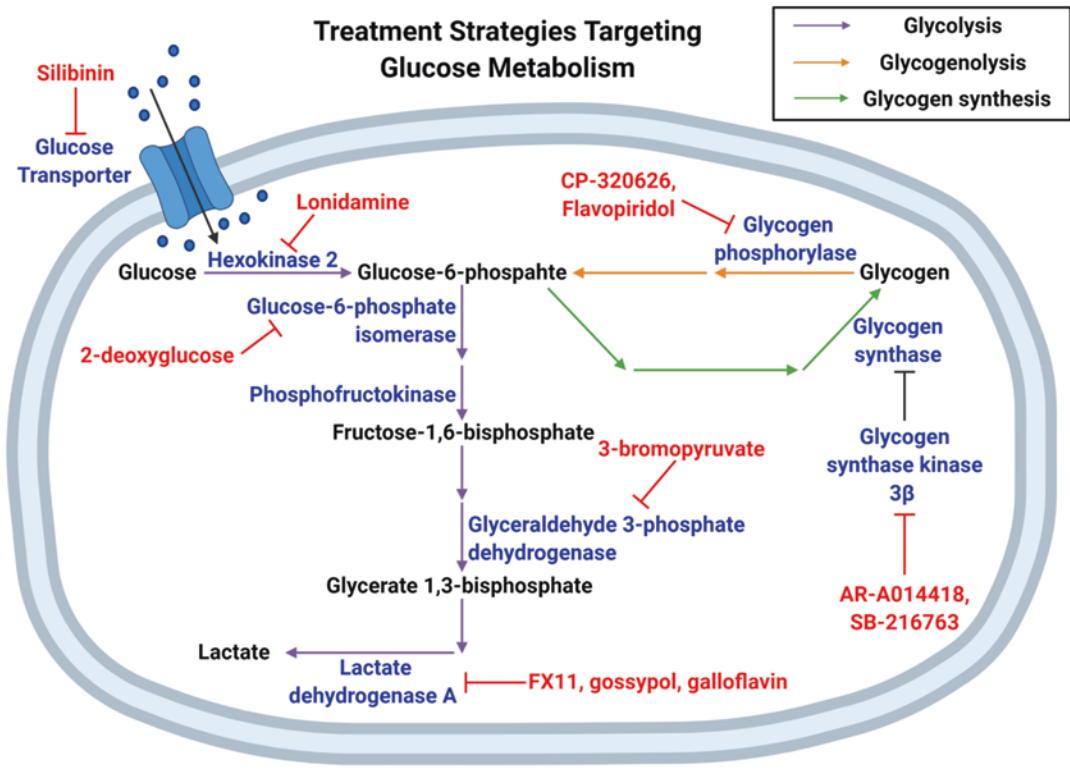 Treatment Strategies Targeting
Glucose Metabolism
Glycolysis
Glycogenolysis
Glycogen synthesis
Silibinin
Glucose
Transporter
Lonidamine
CP-320626,
Flavopiridol
Glycogen
phosphorylase
Glucose
Hexokinase 2
Glucose-6-phospahte
Glycogen
Glucose-6-phosphate
isomerase
2-deoxyglucose
Glycogen
synthase
Phosphofructokinase
Fructose-1,6-bisphosphate
3-bromopyruvate
Glycogen
synthase kinase
3β
Glyceraldehyde 3-phosphate
dehydrogenase
Glycerate 1,3-bisphosphate
AR-A014418,
SB-216763
Lactate
Lactate
dehydrogenase A
FX11, gossypol, galloflavin